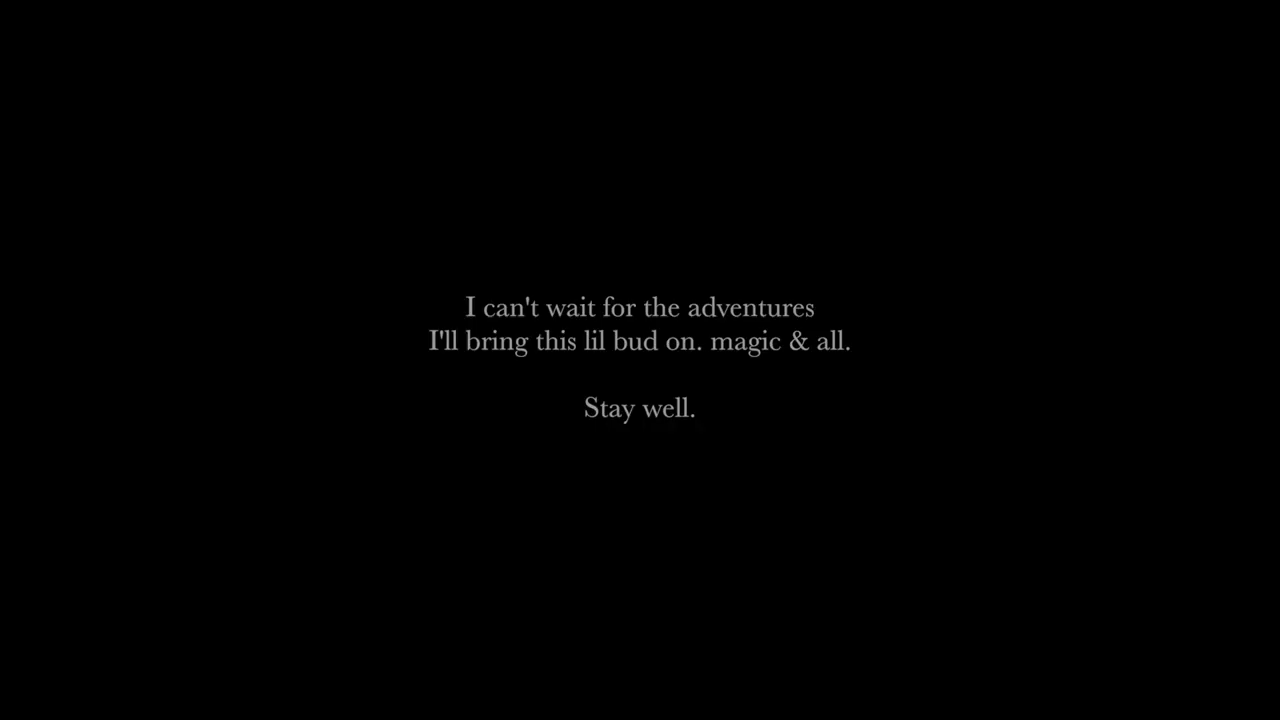 I can't wait for the adventures
I'll bring this lil bud on. magic & all.
Stay well.